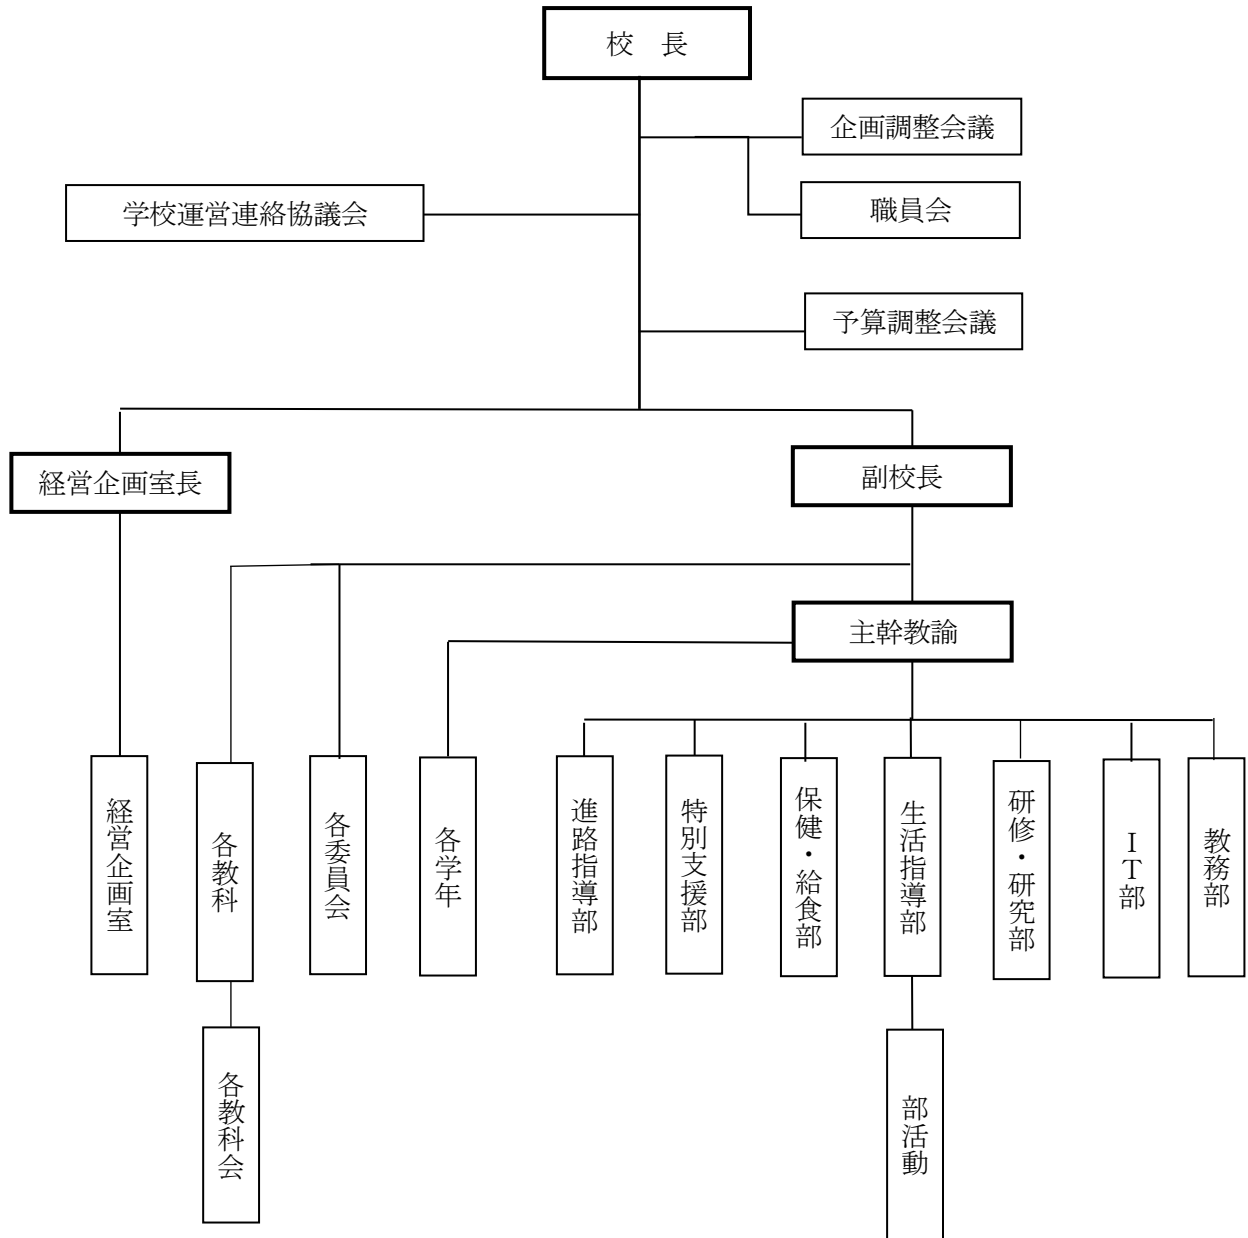 校　長
企画調整会議
学校運営連絡協議会
職員会
予算調整会議
経営企画室長
副校長
主幹教諭
経営企画室
各教科
各委員会
各学年
進路指導部
特別支援部
保健・給食部
生活指導部
研修・研究部
ＩＴ部
教務部
各教科会
部活動